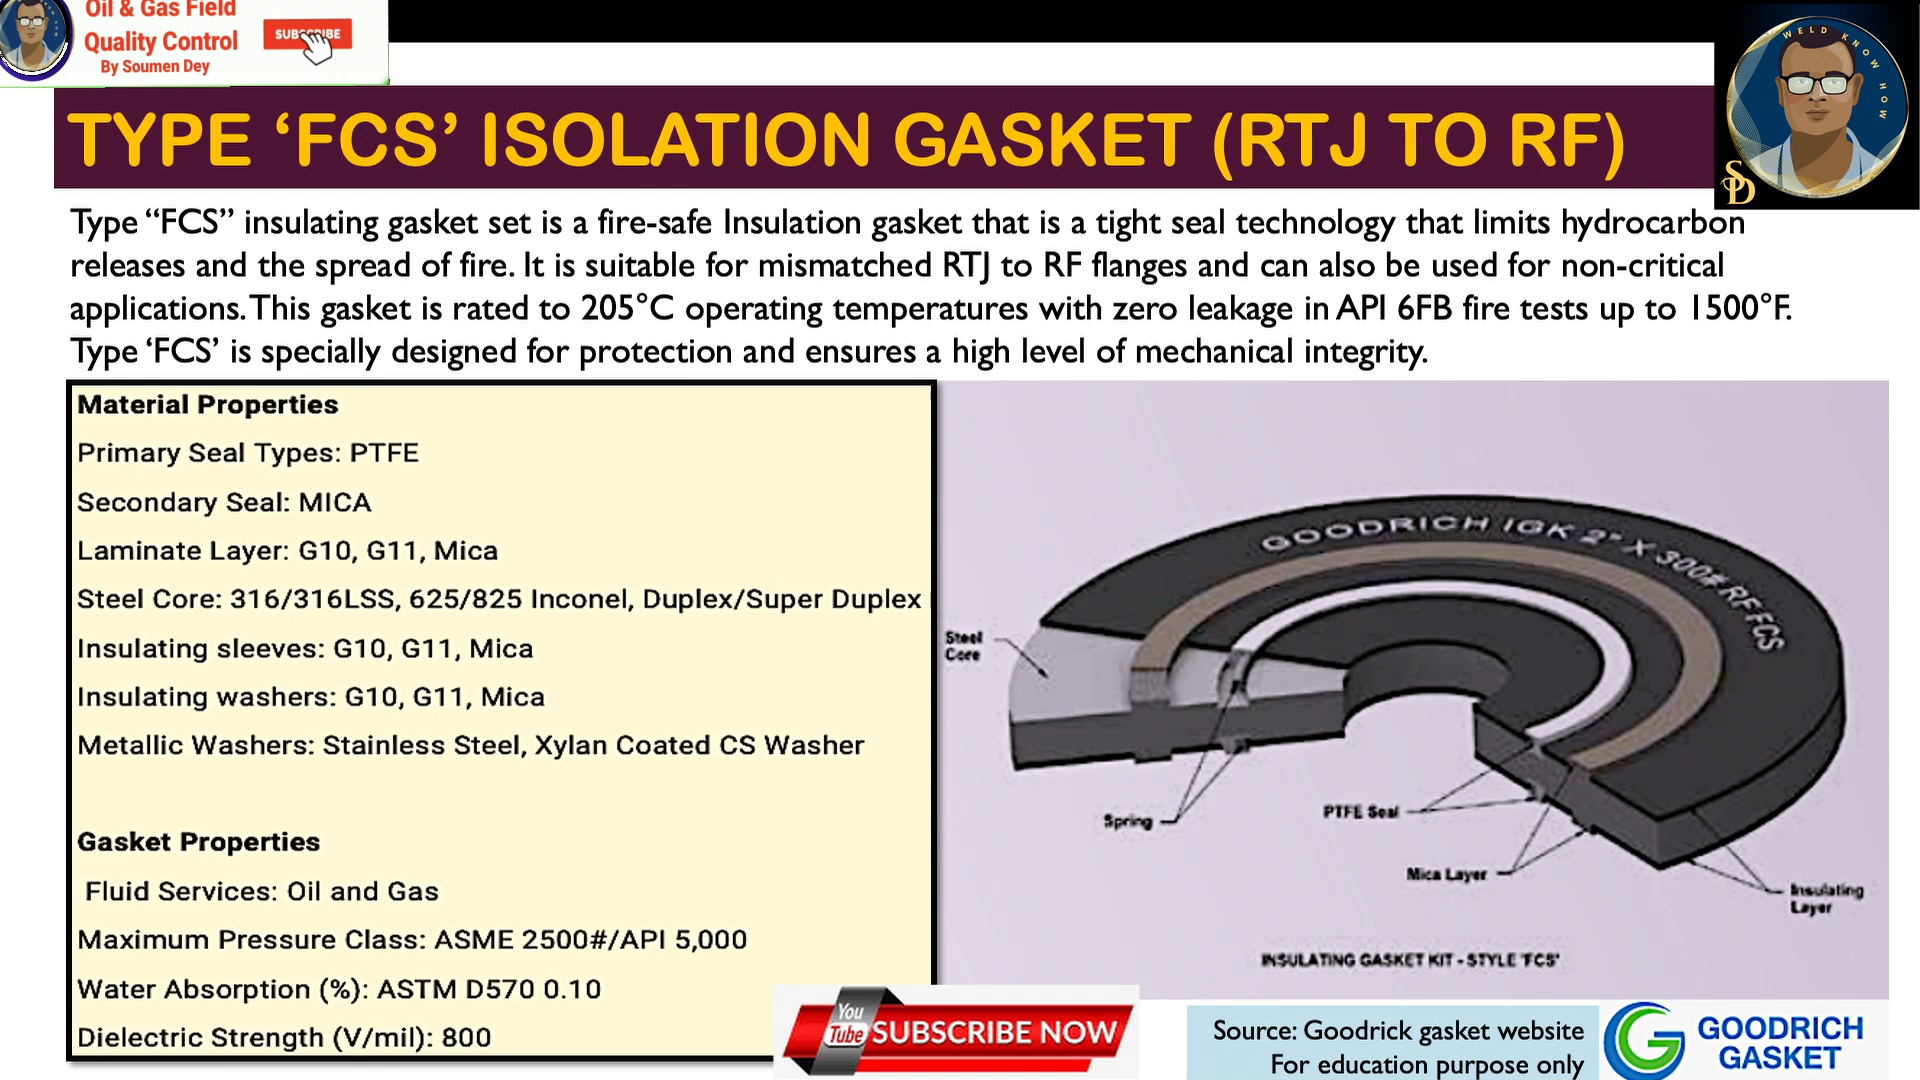 Oil & Gas Field
Quality Control
By Soumen Dey
SUBSCRIBE
WELD KNOW HOW
SD
TYPE ‘FCS’ ISOLATION GASKET (RTJ TO RF)
Type “FCS” insulating gasket set is a fire-safe Insulation gasket that is a tight seal technology that limits hydrocarbon
releases and the spread of fire. It is suitable for mismatched RTJ to RF flanges and can also be used for non-critical
applications. This gasket is rated to 205°C operating temperatures with zero leakage in API 6FB fire tests up to 1500°F.
Type ‘FCS’ is specially designed for protection and ensures a high level of mechanical integrity.
Material Properties
Primary Seal Types: PTFE
Secondary Seal: MICA
Laminate Layer: G10, G11, Mica
Steel Core: 316/316LSS, 625/825 Inconel, Duplex/Super Duplex
Insulating sleeves: G10, G11, Mica
Insulating washers: G10, G11, Mica
Metallic Washers: Stainless Steel, Xylan Coated CS Washer
Gasket Properties
Fluid Services: Oil and Gas
Maximum Pressure Class: ASME 2500#/API 5,000
Water Absorption (%): ASTM D570 0.10
Dielectric Strength (V/mil): 800
GOODRICH IGK 2" X 300# RF FCS
Steel
Core
Spring
PTFE Seal
Mica Layer
Insulating
Layer
INSULATING GASKET KIT - STYLE 'FCS'
You
Tube
SUBSCRIBE NOW
Source: Goodrick gasket website
For education purpose only
GOODRICH
GASKET